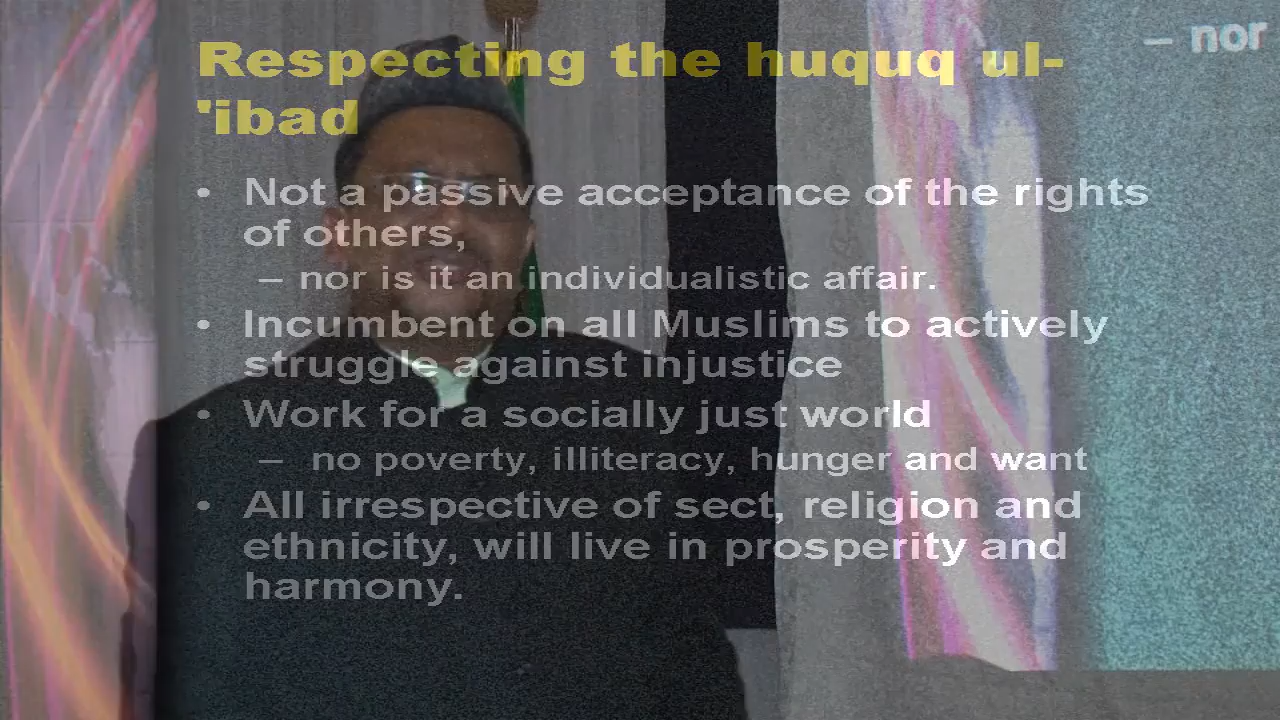 – nor
Respecting the huquq ul-
'ibad
• Not a passive acceptance of the rights
of others,
– nor is it an individualistic affair.
• Incumbent on all Muslims to actively
struggle against injustice
• Work for a socially just world
– no poverty, illiteracy, hunger and want
• All irrespective of sect, religion and
ethnicity, will live in prosperity and
harmony.